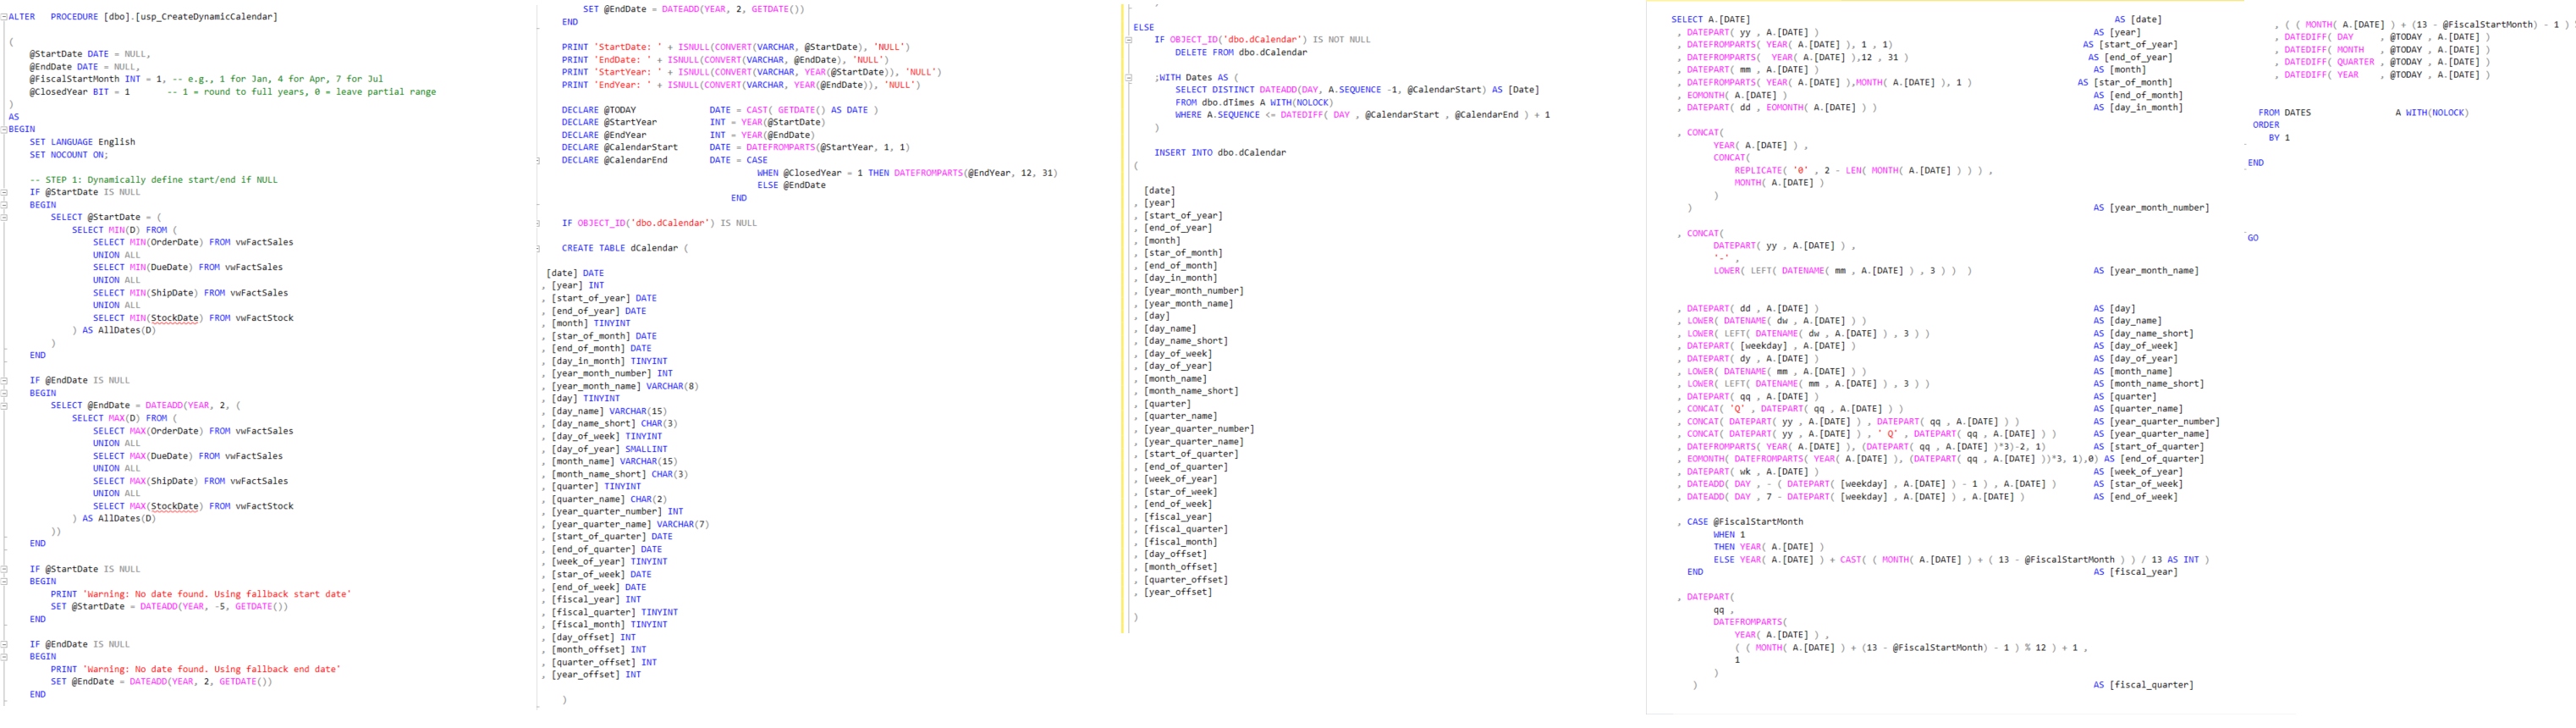 ALTER   PROCEDURE [dbo].[usp_CreateDynamicCalendar]
(
    @StartDate DATE = NULL,
    @EndDate DATE = NULL,
    @FiscalStartMonth INT = 1, -- e.g., 1 for Jan, 4 for Apr, 7 for Jul
    @ClosedYear BIT = 1       -- 1 = round to full years, 0 = leave partial range
)
AS
BEGIN
    SET LANGUAGE English
    SET NOCOUNT ON;
    -- STEP 1: Dynamically define start/end if NULL
    IF @StartDate IS NULL
    BEGIN
        SELECT @StartDate = (
            SELECT MIN(D) FROM (
                SELECT MIN(OrderDate) FROM vwFactSales
                UNION ALL
                SELECT MIN(DueDate) FROM vwFactSales
                UNION ALL
                SELECT MIN(ShipDate) FROM vwFactSales
                UNION ALL
                SELECT MIN(StockDate) FROM vwFactStock
            ) AS AllDates(D)
        )
    END
    IF @EndDate IS NULL
    BEGIN
        SELECT @EndDate = DATEADD(YEAR, 2, (
            SELECT MAX(D) FROM (
                SELECT MAX(OrderDate) FROM vwFactSales
                UNION ALL
                SELECT MAX(DueDate) FROM vwFactSales
                UNION ALL
                SELECT MAX(ShipDate) FROM vwFactSales
                UNION ALL
                SELECT MAX(StockDate) FROM vwFactStock
            ) AS AllDates(D)
        ))
    END
    IF @StartDate IS NULL
    BEGIN
        PRINT 'Warning: No date found. Using fallback start date'
        SET @StartDate = DATEADD(YEAR, -5, GETDATE())
    END
    IF @EndDate IS NULL
    BEGIN
        PRINT 'Warning: No date found. Using fallback end date'
        SET @EndDate = DATEADD(YEAR, 2, GETDATE())
    END
        SET @EndDate = DATEADD(YEAR, 2, GETDATE())
    END
    PRINT 'StartDate: ' + ISNULL(CONVERT(VARCHAR, @StartDate), 'NULL')
    PRINT 'EndDate: ' + ISNULL(CONVERT(VARCHAR, @EndDate), 'NULL')
    PRINT 'StartYear: ' + ISNULL(CONVERT(VARCHAR, YEAR(@StartDate)), 'NULL')
    PRINT 'EndYear: ' + ISNULL(CONVERT(VARCHAR, YEAR(@EndDate)), 'NULL')
    DECLARE @TODAY           DATE = CAST( GETDATE() AS DATE )
    DECLARE @StartYear       INT = YEAR(@StartDate)
    DECLARE @EndYear         INT = YEAR(@EndDate)
    DECLARE @CalendarStart   DATE = DATEFROMPARTS(@StartYear, 1, 1)
    DECLARE @CalendarEnd     DATE = CASE
                                    WHEN @ClosedYear = 1 THEN DATEFROMPARTS(@EndYear, 12, 31)
                                    ELSE @EndDate
                               END
    IF OBJECT_ID('dbo.dCalendar') IS NULL
    CREATE TABLE dCalendar (
 [date] DATE
, [year] INT
, [start_of_year] DATE
, [end_of_year] DATE
, [month] TINYINT
, [star_of_month] DATE
, [end_of_month] DATE
, [day_in_month] TINYINT
, [year_month_number] INT
, [year_month_name] VARCHAR(8)
, [day] TINYINT
, [day_name] VARCHAR(15)
, [day_name_short] CHAR(3)
, [day_of_week] TINYINT
, [day_of_year] SMALLINT
, [month_name] VARCHAR(15)
, [month_name_short] CHAR(3)
, [quarter] TINYINT
, [quarter_name] CHAR(2)
, [year_quarter_number] INT
, [year_quarter_name] VARCHAR(7)
, [start_of_quarter] DATE
, [end_of_quarter] DATE
, [week_of_year] TINYINT
, [star_of_week] DATE
, [end_of_week] DATE
, [fiscal_year] INT
, [fiscal_quarter] TINYINT
, [fiscal_month] TINYINT
, [day_offset] INT
, [month_offset] INT
, [quarter_offset] INT
, [year_offset] INT
    )
ELSE
    IF OBJECT_ID('dbo.dCalendar') IS NOT NULL
        DELETE FROM dbo.dCalendar
    ;WITH Dates AS (
        SELECT DISTINCT DATEADD(DAY, A.SEQUENCE -1, @CalendarStart) AS [Date]
        FROM dbo.dTimes A WITH(NOLOCK)
        WHERE A.SEQUENCE <= DATEDIFF( DAY , @CalendarStart , @CalendarEnd ) + 1
    )
    INSERT INTO dbo.dCalendar
(
  [date]
, [year]
, [start_of_year]
, [end_of_year]
, [month]
, [star_of_month]
, [end_of_month]
, [day_in_month]
, [year_month_number]
, [year_month_name]
, [day]
, [day_name]
, [day_name_short]
, [day_of_week]
, [day_of_year]
, [month_name]
, [month_name_short]
, [quarter]
, [quarter_name]
, [year_quarter_number]
, [year_quarter_name]
, [start_of_quarter]
, [end_of_quarter]
, [week_of_year]
, [star_of_week]
, [end_of_week]
, [fiscal_year]
, [fiscal_quarter]
, [fiscal_month]
, [day_offset]
, [month_offset]
, [quarter_offset]
, [year_offset]
)
SELECT A.[DATE] AS [date]
, DATEPART( yy , A.[DATE] ) AS [year]
, DATEFROMPARTS( YEAR( A.[DATE] ), 1 , 1) AS [start_of_year]
, DATEFROMPARTS(  YEAR( A.[DATE] ),12 , 31 ) AS [end_of_year]
, DATEPART( mm , A.[DATE] ) AS [month]
, DATEFROMPARTS( YEAR( A.[DATE] ),MONTH( A.[DATE] ), 1 ) AS [star_of_month]
, EOMONTH( A.[DATE] ) AS [end_of_month]
, DATEPART( dd , EOMONTH( A.[DATE] ) ) AS [day_in_month]
, CONCAT(
       YEAR( A.[DATE] ) ,
       CONCAT(
           REPLICATE( '0' , 2 - LEN( MONTH( A.[DATE] ) ) ) ,
           MONTH( A.[DATE] )
       )
  ) AS [year_month_number]
, CONCAT(
       DATEPART( yy , A.[DATE] ) ,
       '-' ,
       LOWER( LEFT( DATENAME( mm , A.[DATE] ) , 3 ) )  ) AS [year_month_name]
, DATEPART( dd , A.[DATE] ) AS [day]
, LOWER( DATENAME( dw , A.[DATE] ) ) AS [day_name]
, LOWER( LEFT( DATENAME( dw , A.[DATE] ) , 3 ) ) AS [day_name_short]
, DATEPART( [weekday] , A.[DATE] ) AS [day_of_week]
, DATEPART( dy , A.[DATE] ) AS [day_of_year]
, LOWER( DATENAME( mm , A.[DATE] ) ) AS [month_name]
, LOWER( LEFT( DATENAME( mm , A.[DATE] ) , 3 ) ) AS [month_name_short]
, DATEPART( qq , A.[DATE] ) AS [quarter]
, CONCAT( 'Q' , DATEPART( qq , A.[DATE] ) ) AS [quarter_name]
, CONCAT( DATEPART( yy , A.[DATE] ) , DATEPART( qq , A.[DATE] ) ) AS [year_quarter_number]
, CONCAT( DATEPART( yy , A.[DATE] ) , ' Q' , DATEPART( qq , A.[DATE] ) ) AS [year_quarter_name]
, DATEFROMPARTS( YEAR( A.[DATE] ), (DATEPART( qq , A.[DATE] )*3)-2, 1) AS [start_of_quarter]
, EOMONTH( DATEFROMPARTS( YEAR( A.[DATE] ), (DATEPART( qq , A.[DATE] ))*3, 1),0) AS [end_of_quarter]
, DATEPART( wk , A.[DATE] ) AS [week_of_year]
, DATEADD( DAY , - ( DATEPART( [weekday] , A.[DATE] ) - 1 ) , A.[DATE] ) AS [star_of_week]
, DATEADD( DAY , 7 - DATEPART( [weekday] , A.[DATE] ) , A.[DATE] ) AS [end_of_week]
, CASE @FiscalStartMonth
       WHEN 1
       THEN YEAR( A.[DATE] )
       ELSE YEAR( A.[DATE] ) + CAST( ( MONTH( A.[DATE] ) + ( 13 - @FiscalStartMonth ) ) / 13 AS INT )
  END AS [fiscal_year]
, DATEPART(
       qq ,
       DATEFROMPARTS(
           YEAR( A.[DATE] ) ,
           ( ( MONTH( A.[DATE] ) + (13 - @FiscalStartMonth) - 1 ) % 12 ) + 1 ,
           1
       )
   ) AS [fiscal_quarter]
, ( ( MONTH( A.[DATE] ) + (13 - @FiscalStartMonth) - 1 )
, DATEDIFF( DAY     , @TODAY , A.[DATE] )
, DATEDIFF( MONTH   , @TODAY , A.[DATE] )
, DATEDIFF( QUARTER , @TODAY , A.[DATE] )
, DATEDIFF( YEAR    , @TODAY , A.[DATE] )
FROM DATES                A WITH(NOLOCK)
ORDER
   BY 1
END
GO